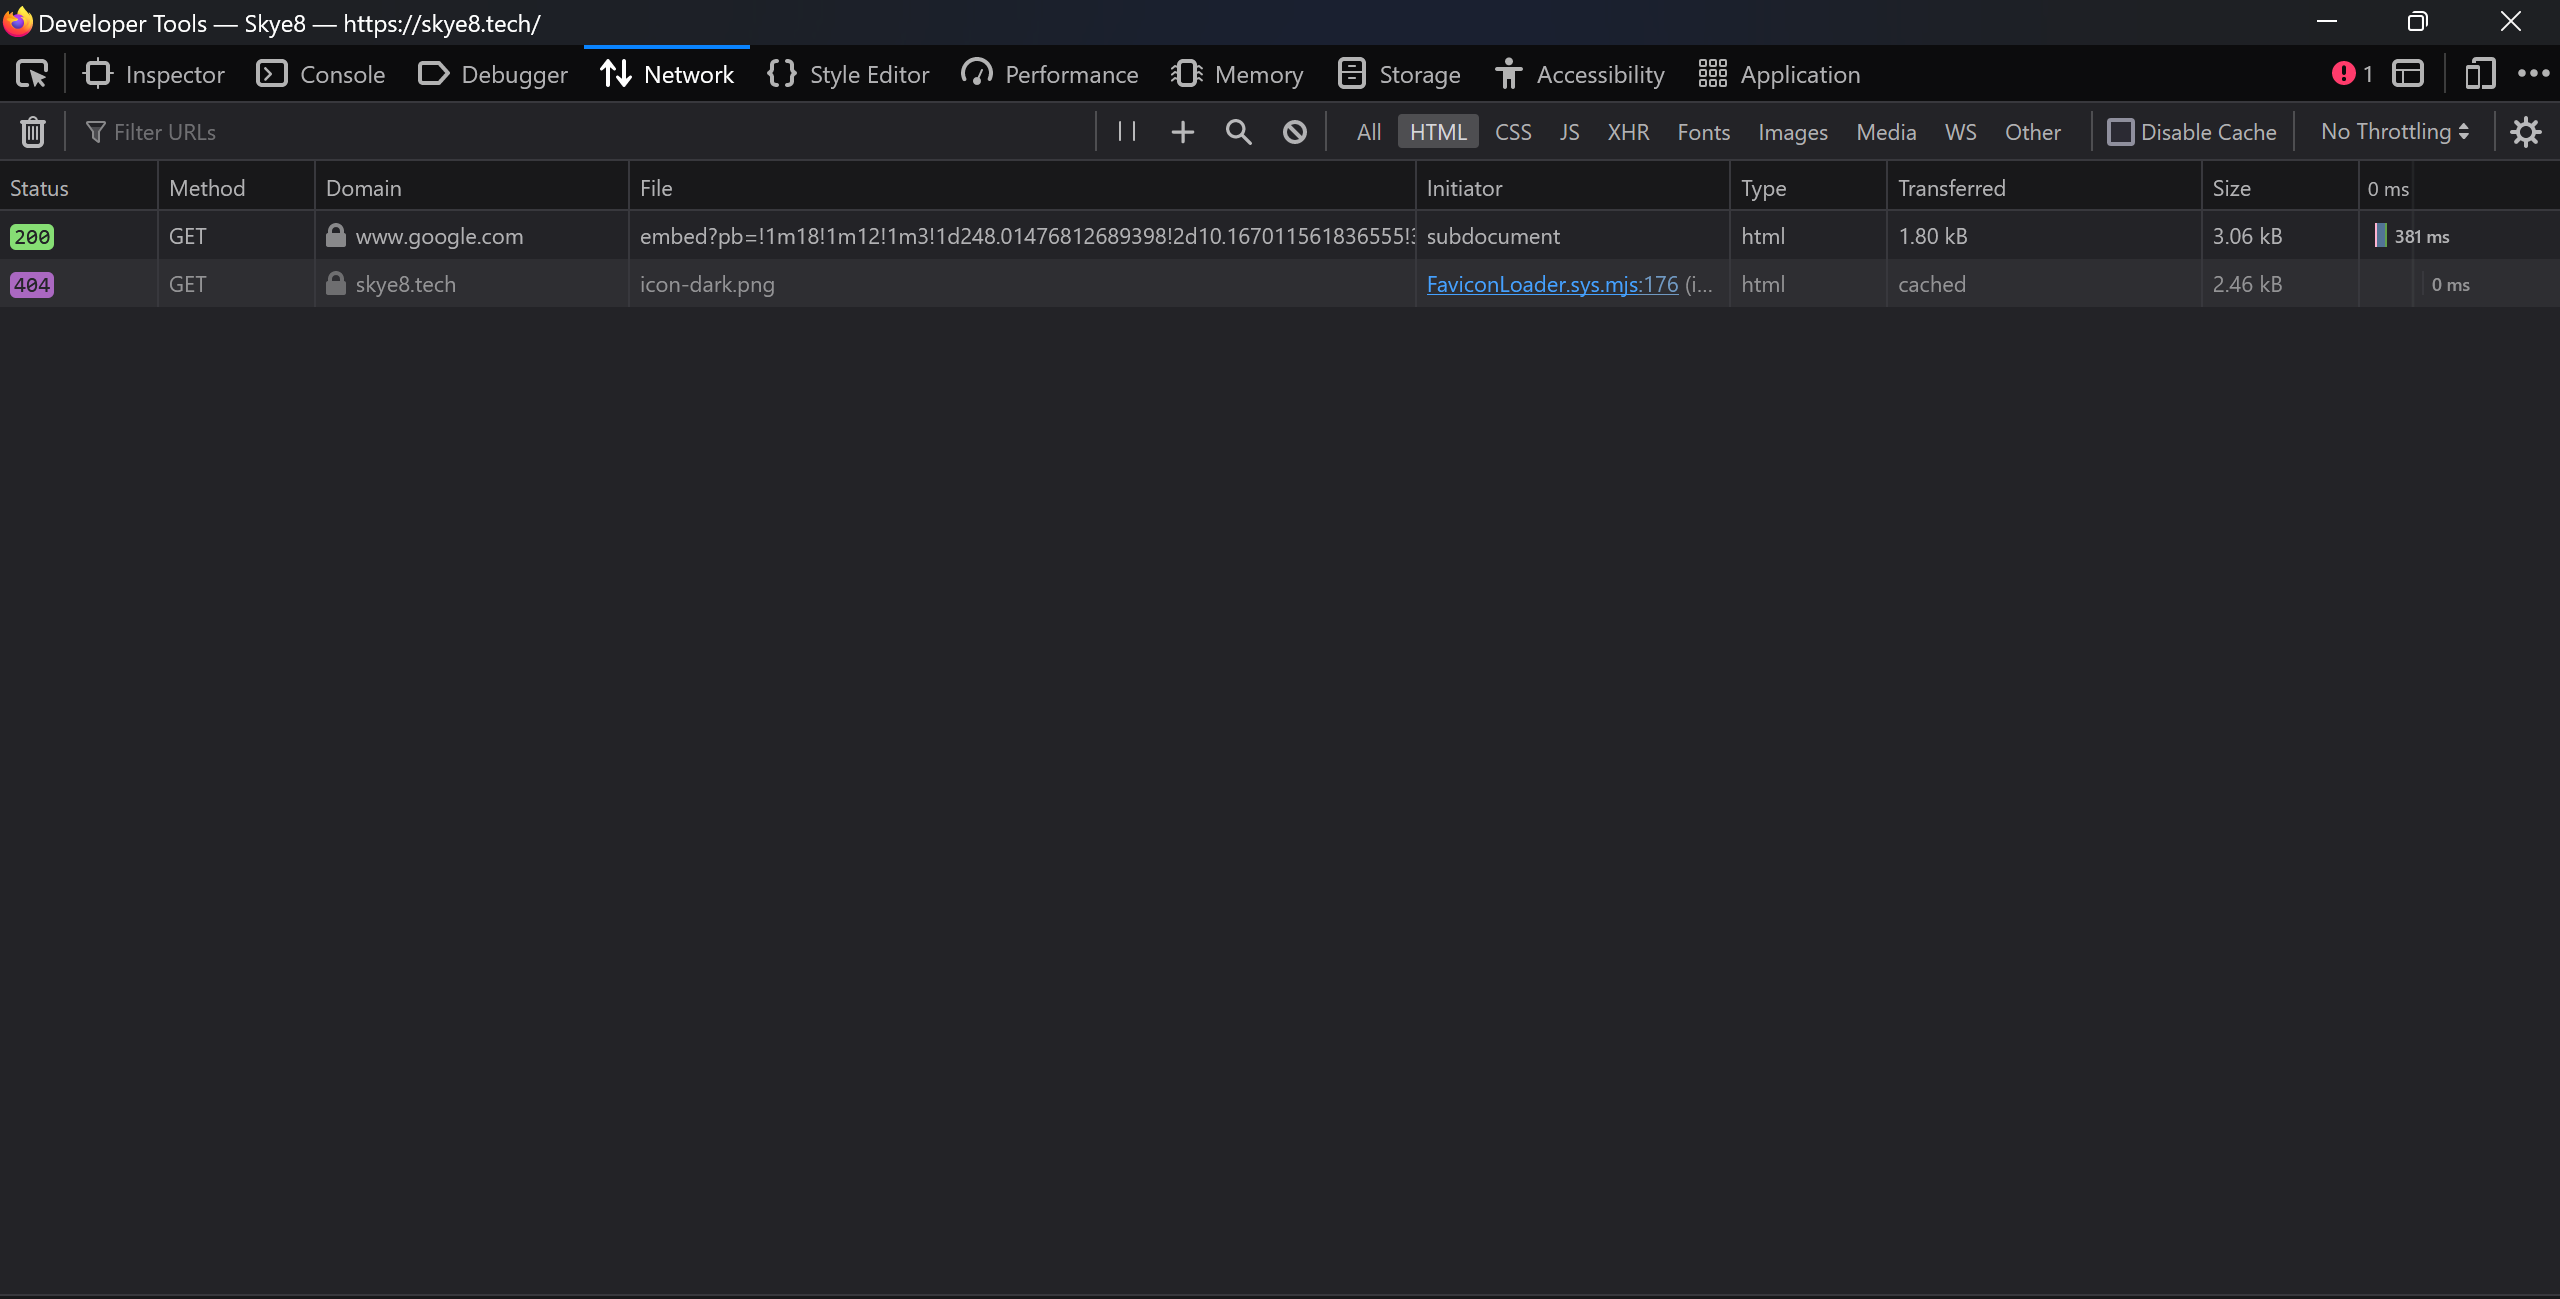 Developer Tools — Skye8 — https://skye8.tech/
Inspector Console Debugger Network Style Editor Performance Memory Storage Accessibility Application 1
Filter URLs All HTML CSS JS XHR Fonts Images Media WS Other Disable Cache No Throttling
Status Method Domain File Initiator Type Transferred Size 0 ms
200 GET www.google.com embed?pb=!1m18!1m12!1m3!1d248.01476812689398!2d10.167011561836555! subdocument html 1.80 kB 3.06 kB 381 ms
404 GET skye8.tech icon-dark.png FaviconLoader.sys.mjs:176 (i... html cached 2.46 kB 0 ms